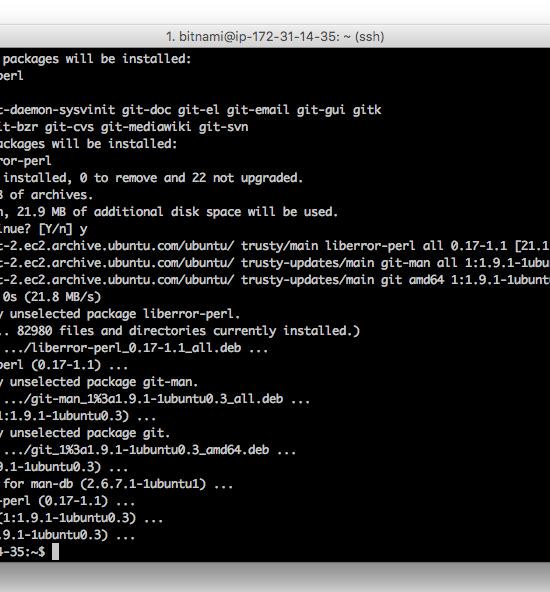 1. bitnami@ip-172-31-14-35: ~ (ssh)
packages will be installed:
perl
t-daemon-sysvinit git-doc git-el git-email git-gui gitk
it-bzr git-cvs git-mediawiki git-svn
ackages will be installed:
ror-perl
installed, 0 to remove and 22 not upgraded.
B of archives.
n, 21.9 MB of additional disk space will be used.
inue? [Y/n] y
t-2.ec2.archive.ubuntu.com/ubuntu/ trusty/main liberror-perl all 0.17-1.1 [21.1
t-2.ec2.archive.ubuntu.com/ubuntu/ trusty-updates/main git-man all 1:1.9.1-1ubu
t-2.ec2.archive.ubuntu.com/ubuntu/ trusty-updates/main git amd64 1:1.9.1-1ubunt
0s (21.8 MB/s)
y unselected package liberror-perl.
.. 82980 files and directories currently installed.)
.../liberror-perl_0.17-1.1_all.deb ...
perl (0.17-1.1) ...
y unselected package git-man.
.../git-man_1%3a1.9.1-1ubuntu0.3_all.deb ...
1:1.9.1-1ubuntu0.3) ...
y unselected package git.
.../git_1%3a1.9.1-1ubuntu0.3_amd64.deb ...
9.1-1ubuntu0.3) ...
for man-db (2.6.7.1-1ubuntu1) ...
-perl (0.17-1.1) ...
(1:1.9.1-1ubuntu0.3) ...
.9.1-1ubuntu0.3) ...
4-35:~$